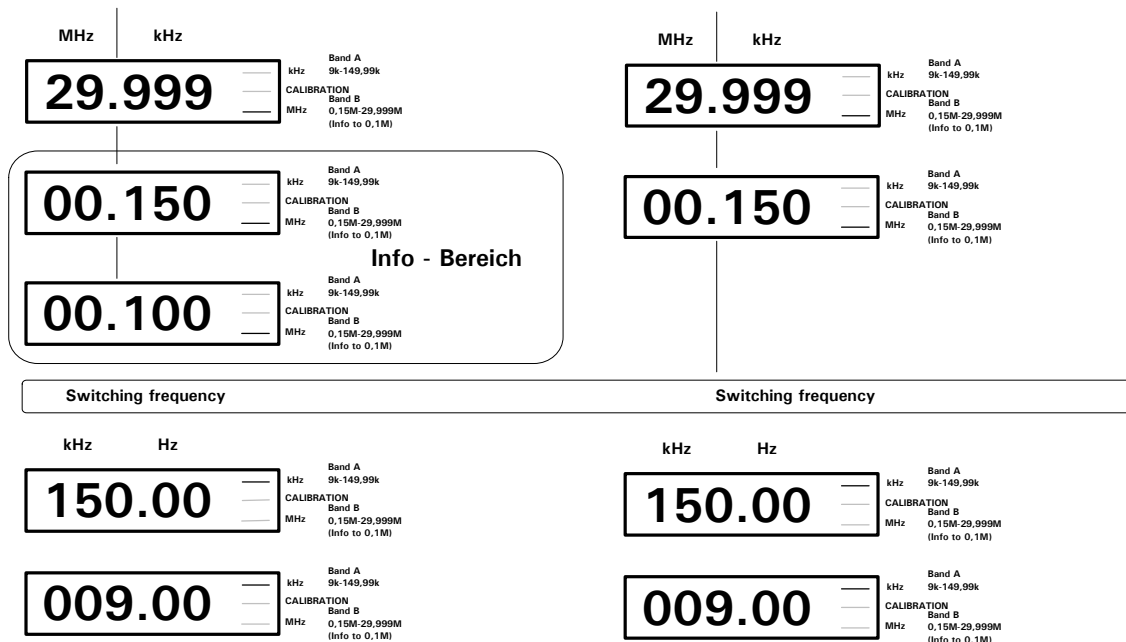 MHz kHz
29.999
Band A
kHz 9k-149,99k
CALIBRATION
Band B
MHz 0,15M-29,999M
(Info to 0,1M)
00.150
Band A
kHz 9k-149,99k
CALIBRATION
Band B
MHz 0,15M-29,999M
(Info to 0,1M)
Info - Bereich
00.100
Band A
kHz 9k-149,99k
CALIBRATION
Band B
MHz 0,15M-29,999M
(Info to 0,1M)
MHz kHz
29.999
Band A
kHz 9k-149,99k
CALIBRATION
Band B
MHz 0,15M-29,999M
(Info to 0,1M)
00.150
Band A
kHz 9k-149,99k
CALIBRATION
Band B
MHz 0,15M-29,999M
(Info to 0,1M)
Switching frequency Switching frequency
kHz Hz
150.00
Band A
kHz 9k-149,99k
CALIBRATION
Band B
MHz 0,15M-29,999M
(Info to 0,1M)
009.00
Band A
kHz 9k-149,99k
CALIBRATION
Band B
MHz 0,15M-29,999M
(Info to 0,1M)
kHz Hz
150.00
Band A
kHz 9k-149,99k
CALIBRATION
Band B
MHz 0,15M-29,999M
(Info to 0,1M)
009.00
Band A
kHz 9k-149,99k
CALIBRATION
Band B
MHz 0,15M-29,999M
(Info to 0,1M)